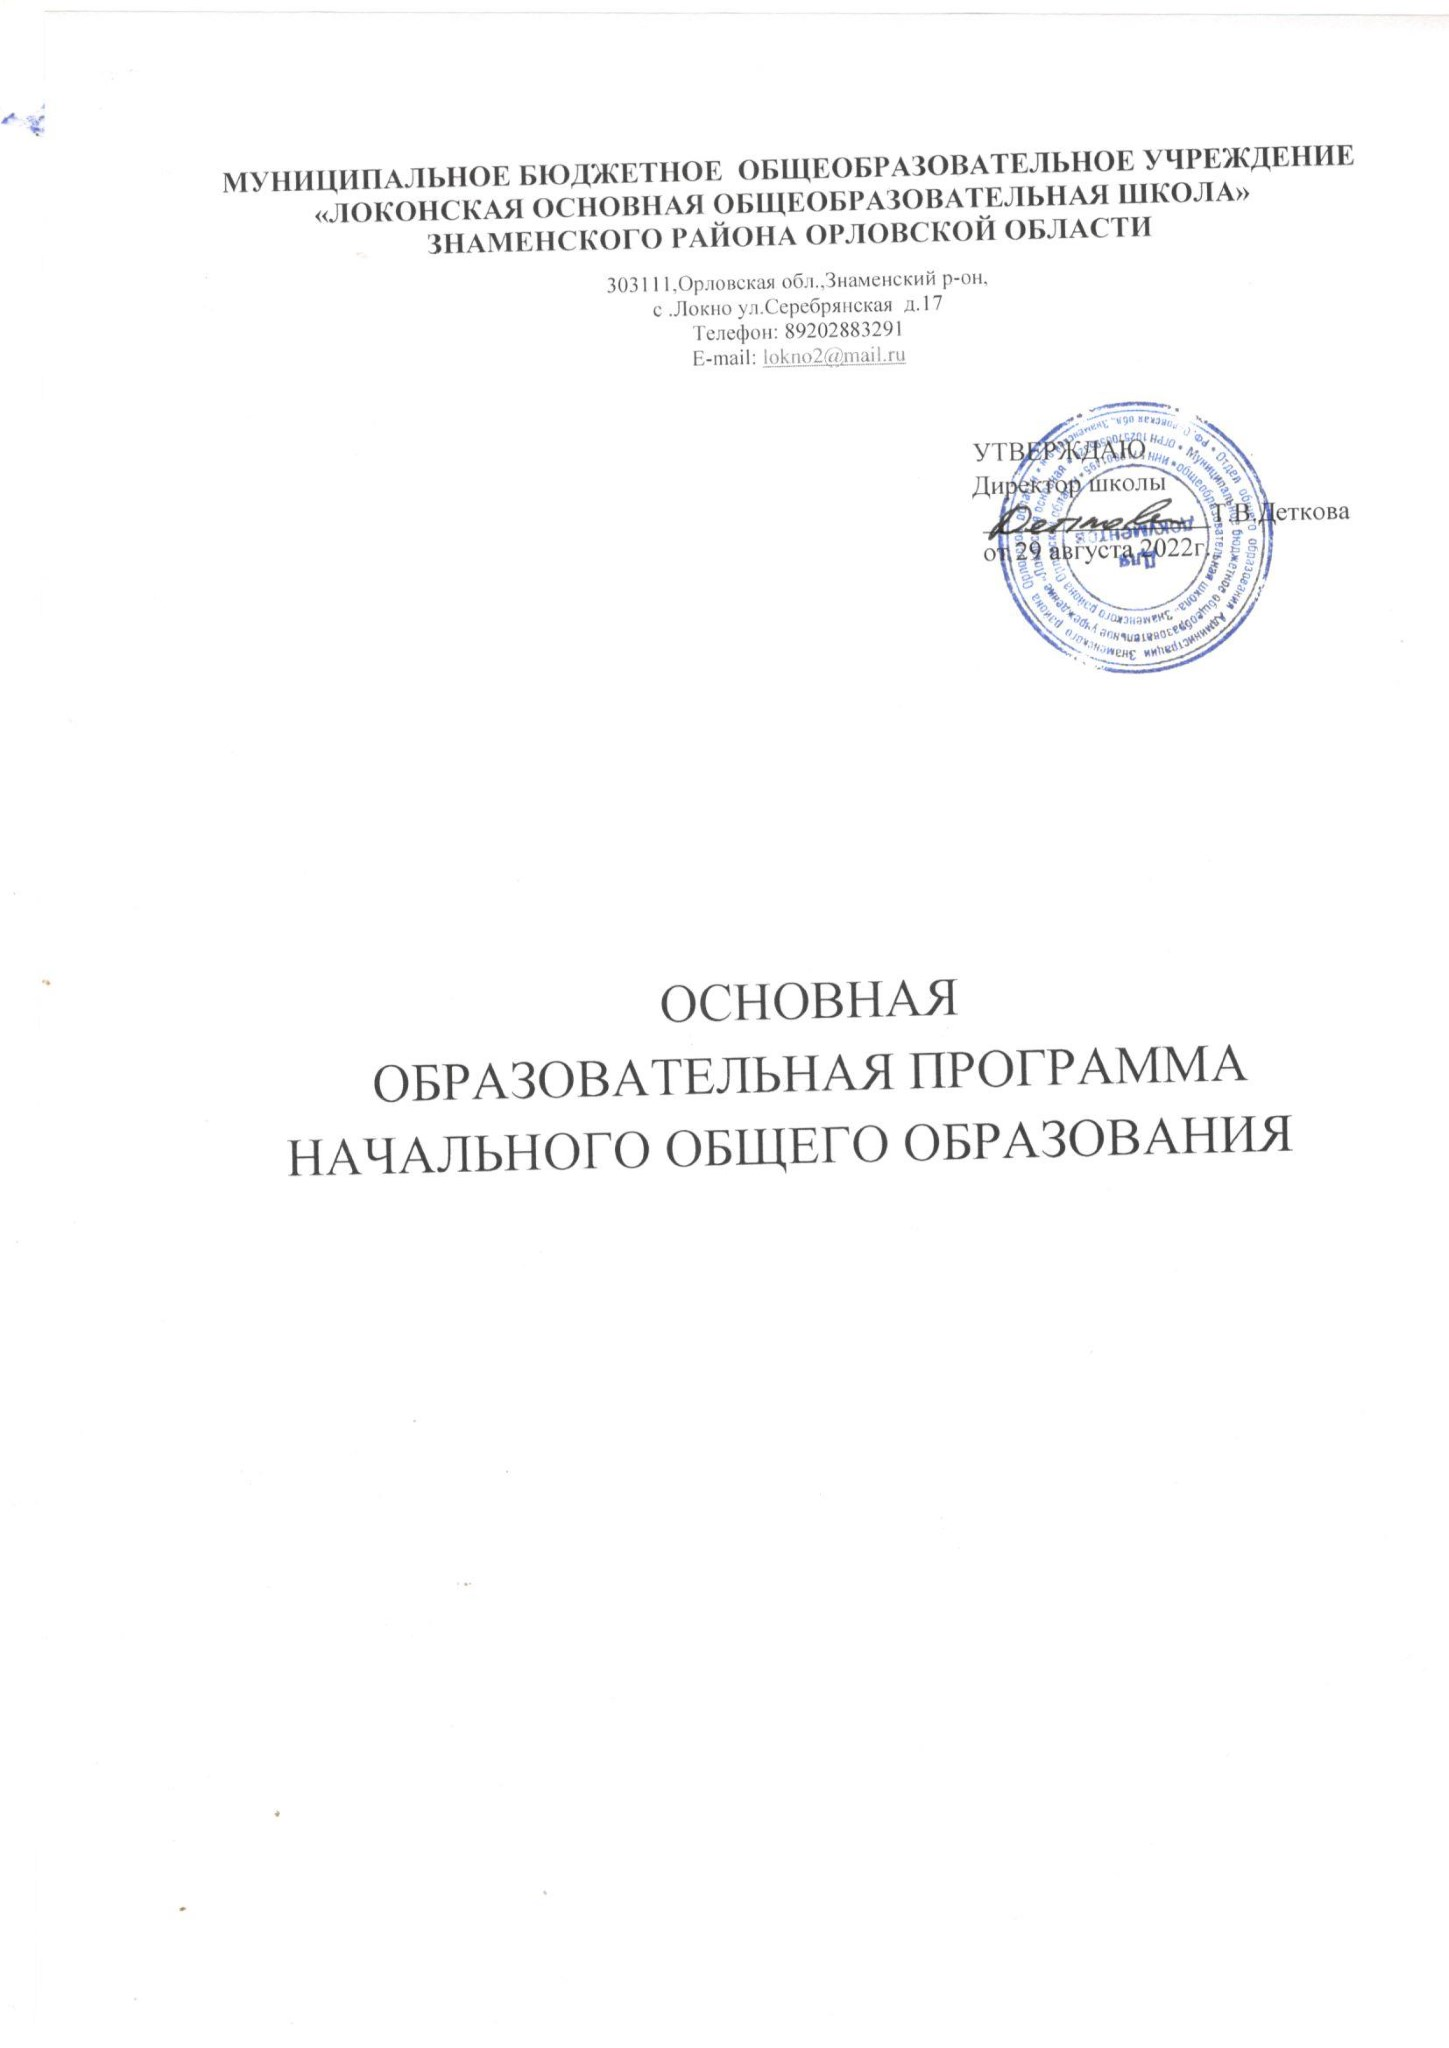 МУНИЦИПАЛЬНОЕ БЮДЖЕТНОЕ ОБЩЕОБРАЗОВАТЕЛЬНОЕ УЧРЕЖДЕНИЕ
«ЛОКОНСКАЯ ОСНОВНАЯ ОБЩЕОБРАЗОВАТЕЛЬНАЯ ШКОЛА»
ЗНАМЕНСКОГО РАЙОНА ОРЛОВСКОЙ ОБЛАСТИ
303111,Орловская обл.,Знаменский р-он,
с .Локно ул.Серебрянская д.17
Телефон: 89202883291
E-mail: lokno2@mail.ru
УТВЕРЖДАЮ
Директор школы
Т.В.Деткова
от 29 августа 2022г.
Для
документов
ОСНОВНАЯ
ОБРАЗОВАТЕЛЬНАЯ ПРОГРАММА
НАЧАЛЬНОГО ОБЩЕГО ОБРАЗОВАНИЯ